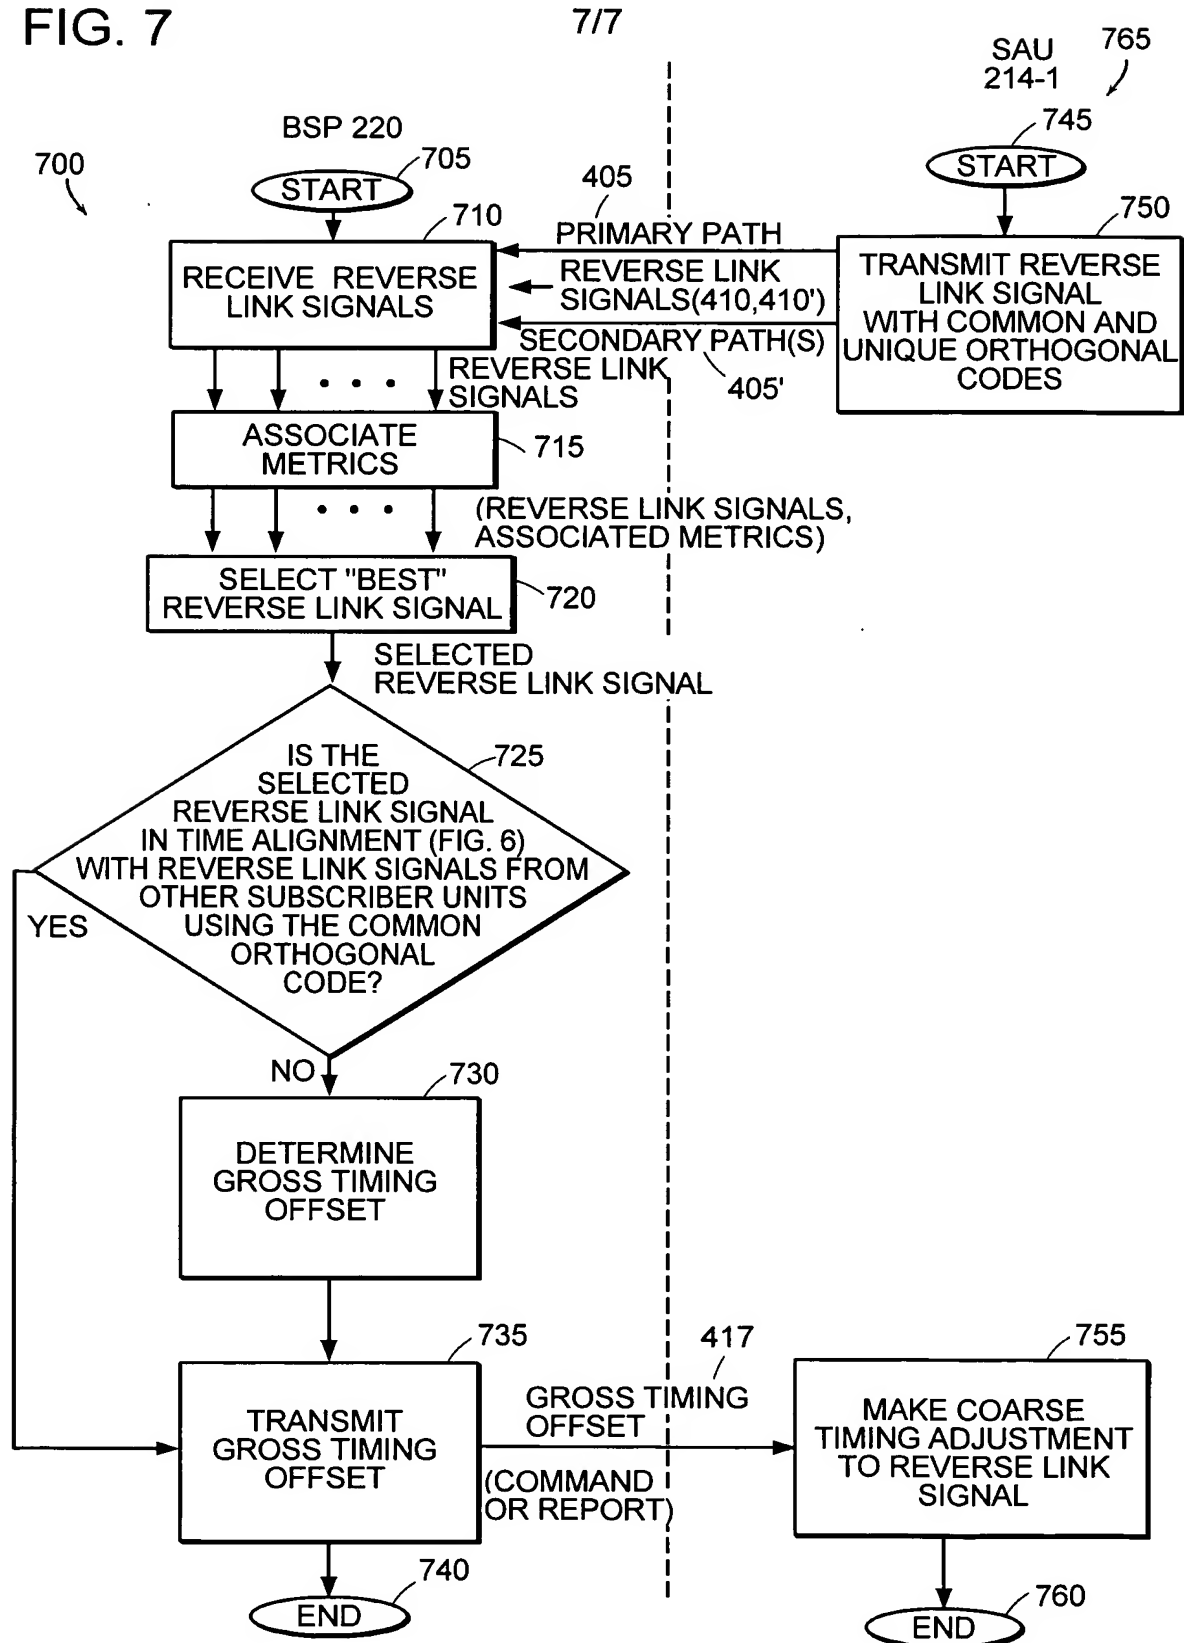 FIG. 7
7/7
SAU
214-1
765
BSP 220
745
START
700
705
START
405
710
750
PRIMARY PATH
RECEIVE REVERSE
LINK SIGNALS
REVERSE LINK
SIGNALS(410,410')
TRANSMIT REVERSE
LINK SIGNAL
WITH COMMON AND
UNIQUE ORTHOGONAL
CODES
SECONDARY PATH(S)
405'
• • •
REVERSE LINK
SIGNALS
ASSOCIATE
METRICS
715
• • •
(REVERSE LINK SIGNALS,
ASSOCIATED METRICS)
SELECT "BEST"
REVERSE LINK SIGNAL
720
SELECTED
REVERSE LINK SIGNAL
725
IS THE
SELECTED
REVERSE LINK SIGNAL
IN TIME ALIGNMENT (FIG. 6)
WITH REVERSE LINK SIGNALS FROM
OTHER SUBSCRIBER UNITS
USING THE COMMON
ORTHOGONAL
CODE?
YES
NO
730
DETERMINE
GROSS TIMING
OFFSET
735
417
755
TRANSMIT
GROSS TIMING
OFFSET
GROSS TIMING
OFFSET
(COMMAND
OR REPORT)
MAKE COARSE
TIMING ADJUSTMENT
TO REVERSE LINK
SIGNAL
740
END
760
END